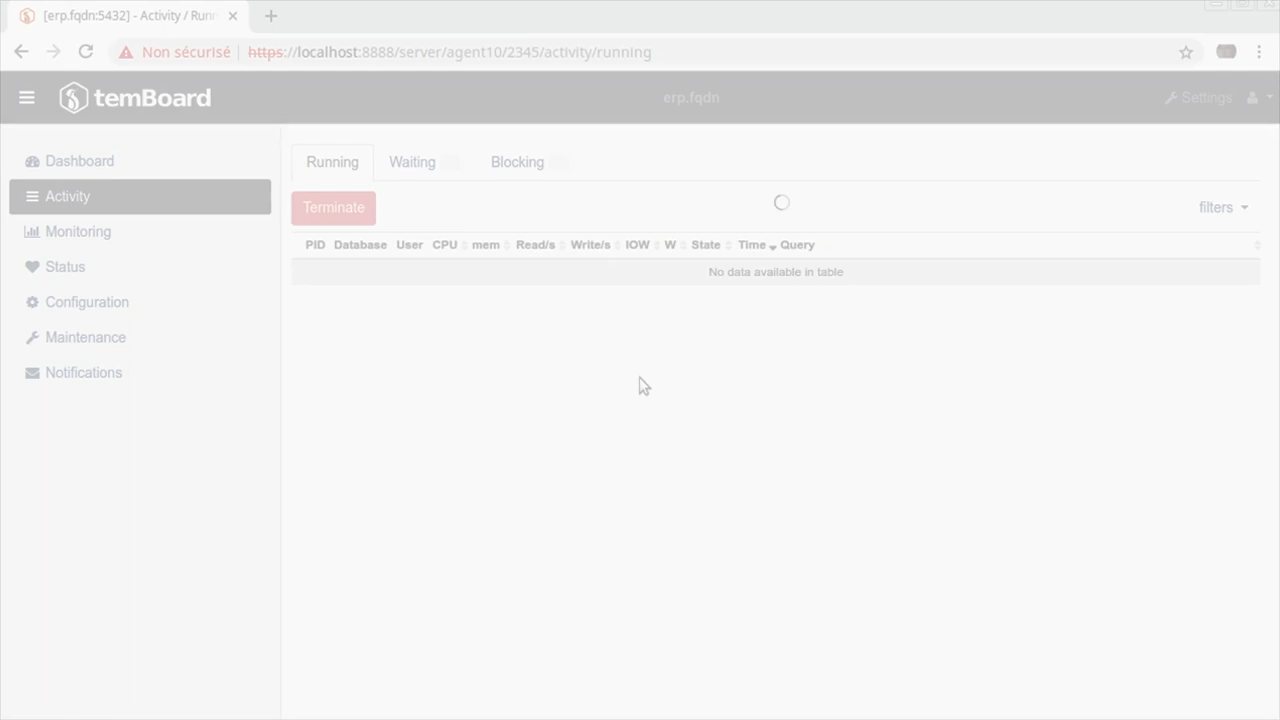 [erp.fqdn:5432] - Activity / Runn
Non sécurisé https://localhost:8888/server/agent10/2345/activity/running
temBoard erp.fqdn Settings
Dashboard
Activity
Monitoring
Status
Configuration
Maintenance
Notifications
Running Waiting Blocking
Terminate filters
PID Database User CPU mem Read/s Write/s IOW W State Time Query
No data available in table